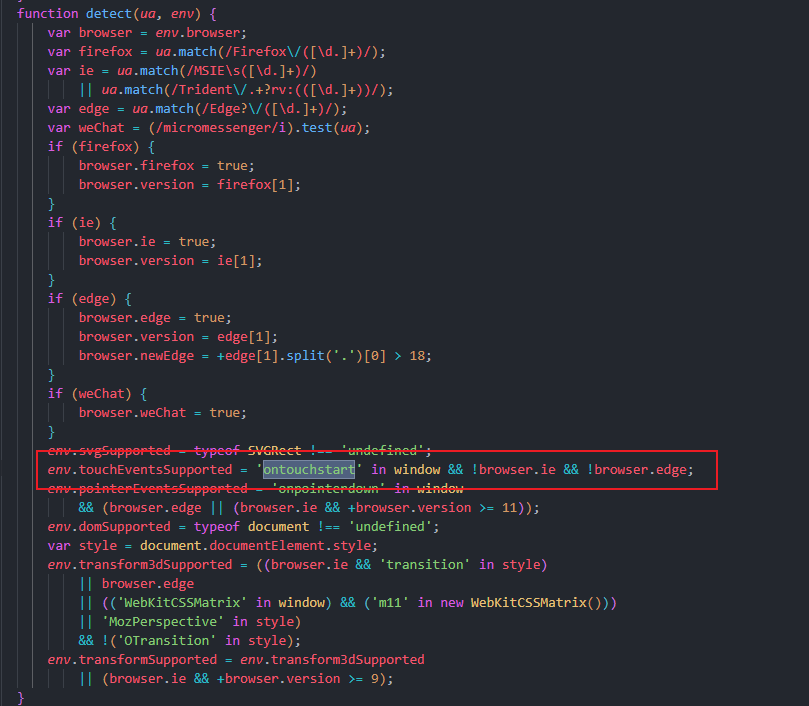 function detect(ua, env) {
var browser = env.browser;
var firefox = ua.match(/Firefox\/([\d.]+)/);
var ie = ua.match(/MSIE\s([\d.]+)/)
|| ua.match(/Trident\/.+?rv:(([\d.]+))/);
var edge = ua.match(/Edge?\/([\d.]+)/);
var weChat = (/micromessenger/i).test(ua);
if (firefox) {
browser.firefox = true;
browser.version = firefox[1];
}
if (ie) {
browser.ie = true;
browser.version = ie[1];
}
if (edge) {
browser.edge = true;
browser.version = edge[1];
browser.newEdge = +edge[1].split('.')[0] > 18;
}
if (weChat) {
browser.weChat = true;
}
env.svgSupported = typeof SVGRect !== 'undefined';
env.touchEventsSupported = 'ontouchstart' in window && !browser.ie && !browser.edge;
env.pointerEventsSupported = 'onpointerdown' in window
&& (browser.edge || (browser.ie && +browser.version >= 11));
env.domSupported = typeof document !== 'undefined';
var style = document.documentElement.style;
env.transform3dSupported = ((browser.ie && 'transition' in style)
|| browser.edge
|| (('WebKitCSSMatrix' in window) && ('m11' in new WebKitCSSMatrix()))
|| 'MozPerspective' in style)
&& !('OTransition' in style);
env.transformSupported = env.transform3dSupported
|| (browser.ie && +browser.version >= 9);
}